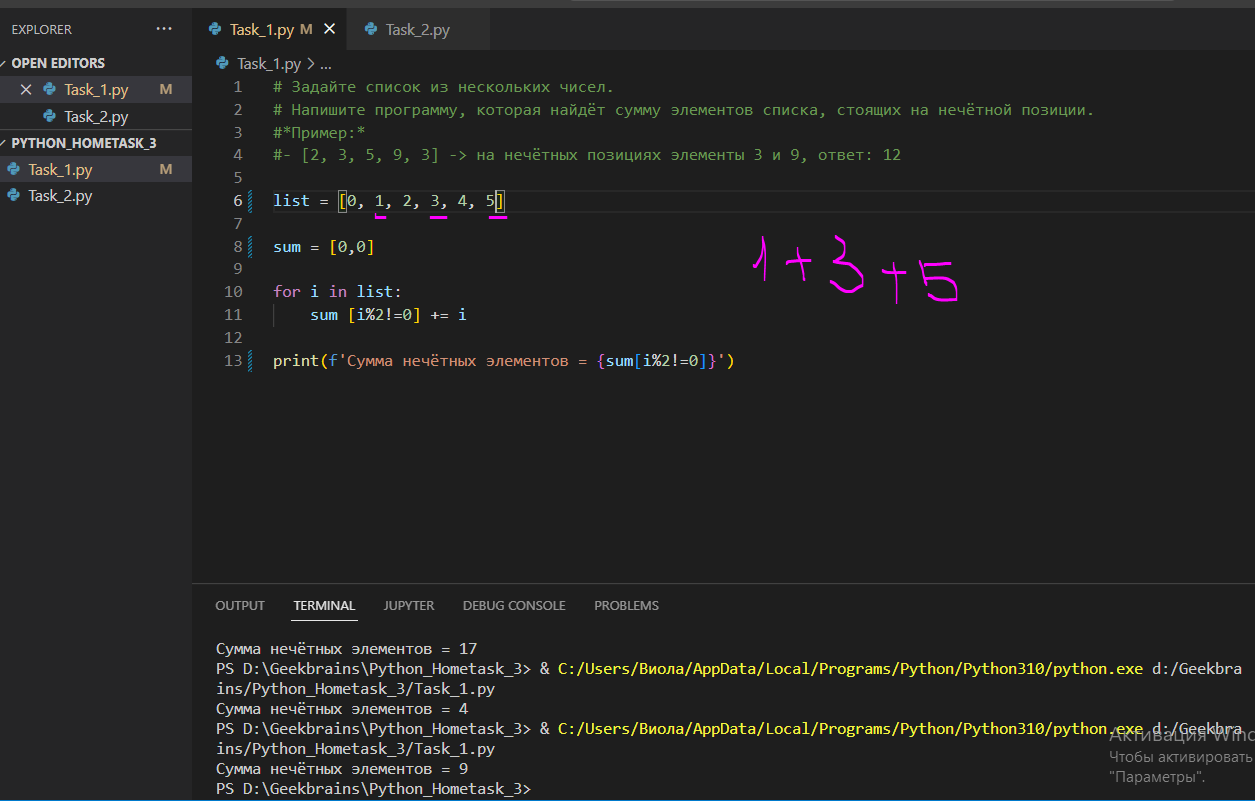 EXPLORER ...
OPEN EDITORS
Task_1.py M
Task_2.py
PYTHON_HOMETASK_3
Task_1.py M
Task_2.py
Task_1.py M Task_2.py
Task_1.py > ...
1 # Задайте список из нескольких чисел.
2 # Напишите программу, которая найдёт сумму элементов списка, стоящих на нечётной позиции.
3 #*Пример:*
4 #- [2, 3, 5, 9, 3] -> на нечётных позициях элементы 3 и 9, ответ: 12
5
6 list = [0, 1, 2, 3, 4, 5]
7
8 sum = [0,0]
9
10 for i in list:
11 sum [i%2!=0] += i
12
13 print(f'Сумма нечётных элементов = {sum[i%2!=0]}')
1+3+5
OUTPUT TERMINAL JUPYTER DEBUG CONSOLE PROBLEMS
Сумма нечётных элементов = 17
PS D:\Geekbrains\Python_Hometask_3> & C:/Users/Виола/AppData/Local/Programs/Python/Python310/python.exe d:/Geekbra
ins/Python_Hometask_3/Task_1.py
Сумма нечётных элементов = 4
PS D:\Geekbrains\Python_Hometask_3> & C:/Users/Виола/AppData/Local/Programs/Python/Python310/python.exe d:/Geekbra
ins/Python_Hometask_3/Task_1.py
Сумма нечётных элементов = 9
PS D:\Geekbrains\Python_Hometask_3>
Активация Wind
Чтобы активировать
"Параметры".